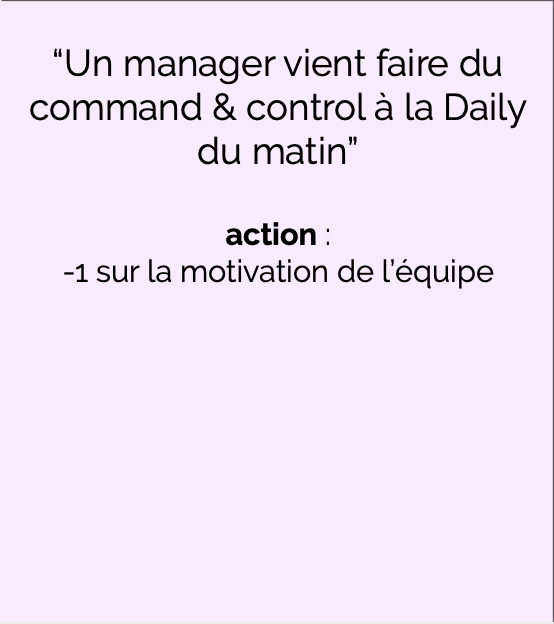 “Un manager vient faire du
command & control à la Daily
du matin”
action :
-1 sur la motivation de l’équipe